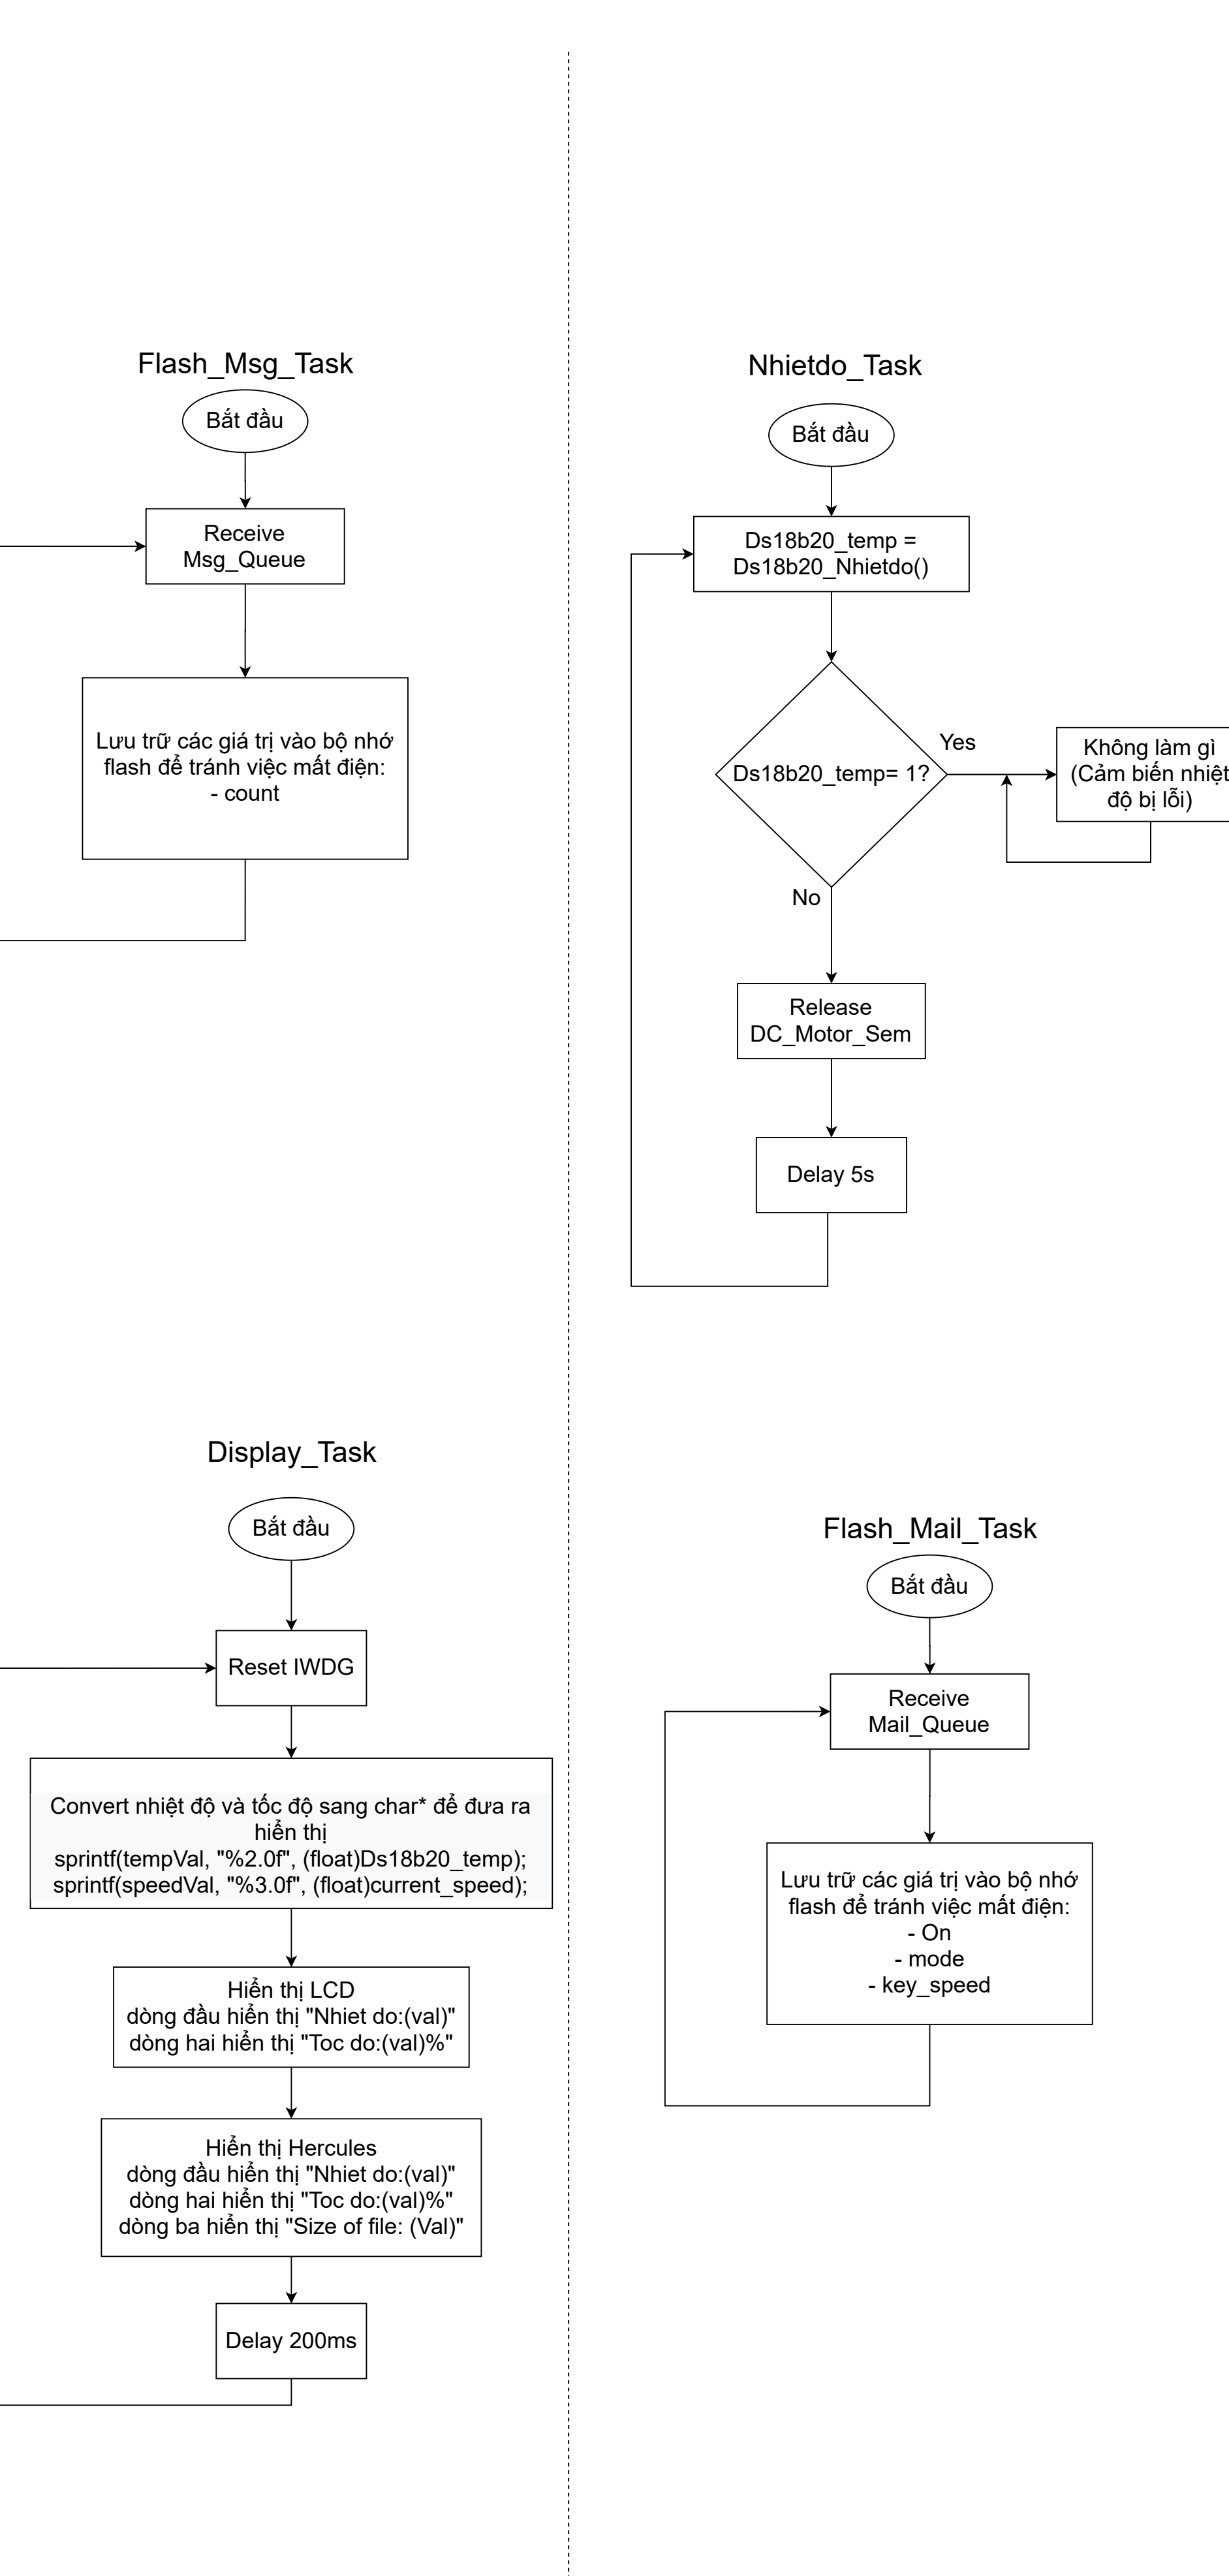 Flash_Msg_Task
Bắt đầu
Receive
Msg_Queue
Lưu trữ các giá trị vào bộ nhớ
flash để tránh việc mất điện:
- count
Nhietdo_Task
Bắt đầu
Ds18b20_temp =
Ds18b20_Nhietdo()
Ds18b20_temp= 1?
Yes
Không làm gì
(Cảm biến nhiệt
độ bị lỗi)
No
Release
DC_Motor_Sem
Delay 5s
Display_Task
Bắt đầu
Reset IWDG
Convert nhiệt độ và tốc độ sang char* để đưa ra
hiển thị
sprintf(tempVal, "%2.0f", (float)Ds18b20_temp);
sprintf(speedVal, "%3.0f", (float)current_speed);
Hiển thị LCD
dòng đầu hiển thị "Nhiet do:(val)"
dòng hai hiển thị "Toc do:(val)%"
Hiển thị Hercules
dòng đầu hiển thị "Nhiet do:(val)"
dòng hai hiển thị "Toc do:(val)%"
dòng ba hiển thị "Size of file: (Val)"
Delay 200ms
Flash_Mail_Task
Bắt đầu
Receive
Mail_Queue
Lưu trữ các giá trị vào bộ nhớ
flash để tránh việc mất điện:
- On
- mode
- key_speed